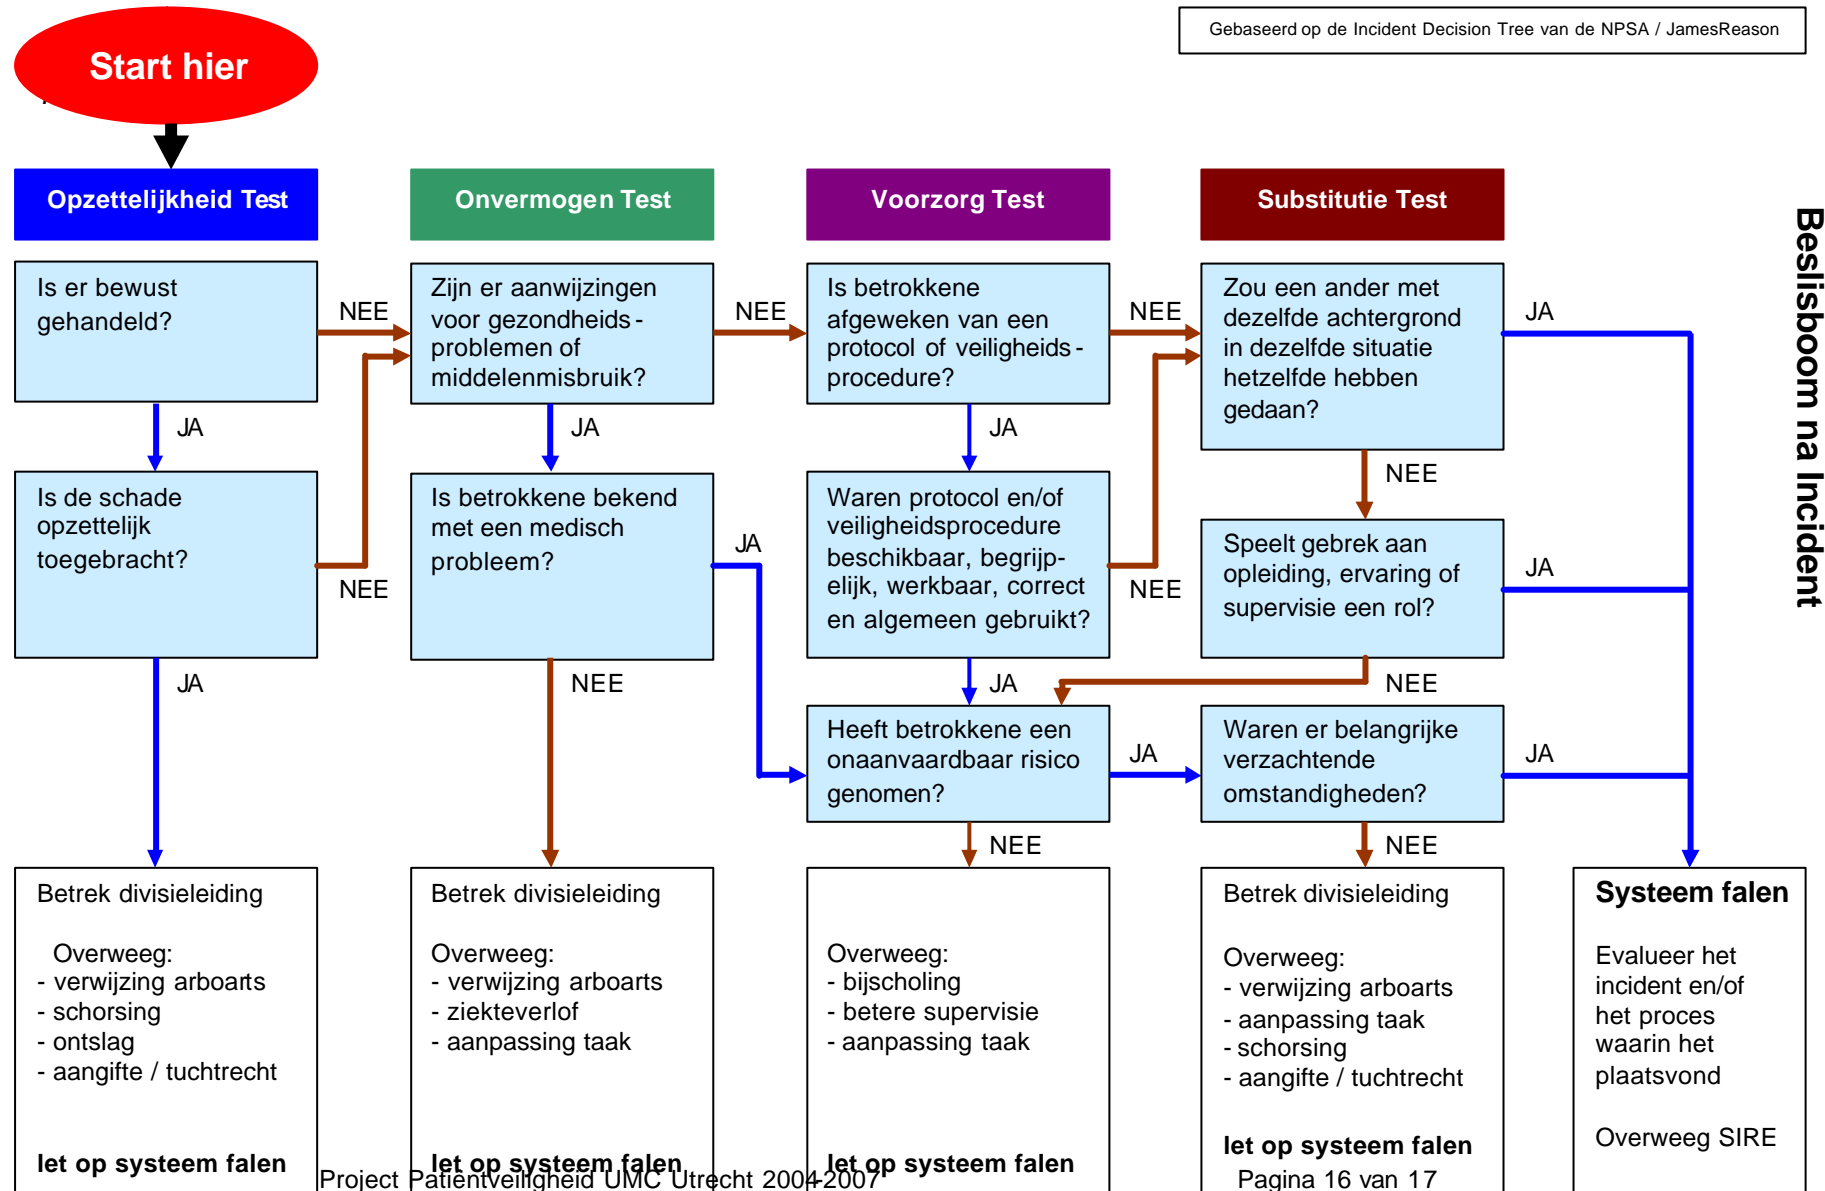 Gebaseerd op de Incident Decision Tree van de NPSA / JamesReason
Start hier
Beslisboom na Incident
Opzettelijkheid Test
Onvermogen Test
Voorzorg Test
Substitutie Test
Is er bewust
gehandeld?
NEE
JA
Is de schade
opzettelijk
toegebracht?
NEE
JA
Zijn er aanwijzingen
voor gezondheids-
problemen of
middelenmisbruik?
NEE
JA
Is betrokkene bekend
met een medisch
probleem?
JA
NEE
Is betrokkene
afgeweken van een
protocol of veiligheids-
procedure?
NEE
JA
Waren protocol en/of
veiligheidsprocedure
beschikbaar, begrijp-
elijk, werkbaar, correct
en algemeen gebruikt?
NEE
JA
Heeft betrokkene een
onaanvaardbaar risico
genomen?
JA
NEE
Zou een ander met
dezelfde achtergrond
in dezelfde situatie
hetzelfde hebben
gedaan?
JA
NEE
Speelt gebrek aan
opleiding, ervaring of
supervisie een rol?
JA
NEE
Waren er belangrijke
verzachtende
omstandigheden?
JA
NEE
Betrek divisieleiding
Overweeg:
- verwijzing arboarts
- schorsing
- ontslag
- aangifte / tuchtrecht
let op systeem falen
Betrek divisieleiding
Overweeg:
- verwijzing arboarts
- ziekteverlof
- aanpassing taak
let op systeem falen
Overweeg:
- bijscholing
- betere supervisie
- aanpassing taak
let op systeem falen
Betrek divisieleiding
Overweeg:
- verwijzing arboarts
- aanpassing taak
- schorsing
- aangifte / tuchtrecht
let op systeem falen
Systeem falen
Evalueer het
incident en/of
het proces
waarin het
plaatsvond
Overweeg SIRE
Project Patiëntveiligheid UMC Utrecht 2004-2007
Pagina 16 van 17